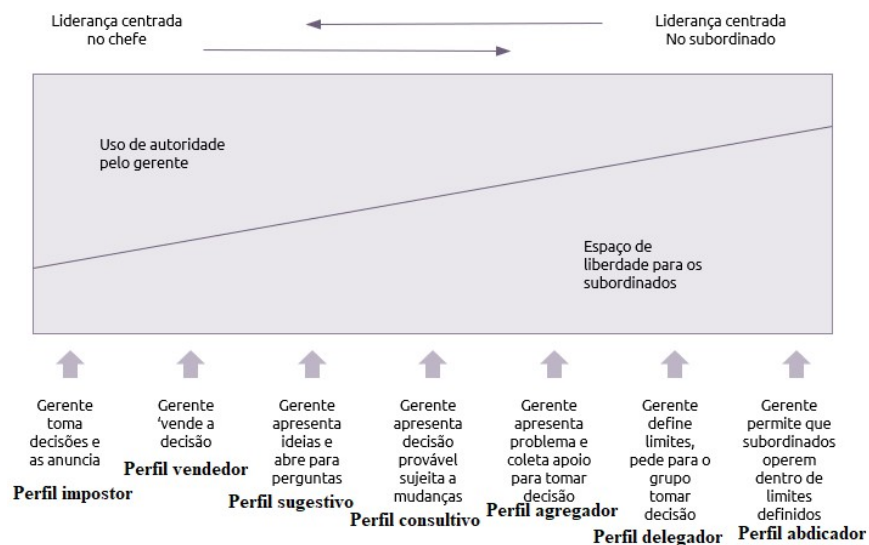 Liderança centrada
no chefe
Liderança centrada
No subordinado
Uso de autoridade
pelo gerente
Espaço de
liberdade para os
subordinados
Gerente
toma
decisões e
as anuncia
Perfil impostor
Gerente
‘vende a
decisão
Perfil vendedor
Gerente
apresenta
ideias e
abre para
perguntas
Perfil sugestivo
Gerente
apresenta
decisão
provável
sujeita a
mudanças
Perfil consultivo
Gerente
apresenta
problema e
coleta apoio
para tomar
decisão
Perfil agregador
Gerente
define
limites,
pede para o
grupo
tomar
decisão
Perfil delegador
Gerente
permite que
subordinados
operem
dentro de
limites
definidos
Perfil abdicador